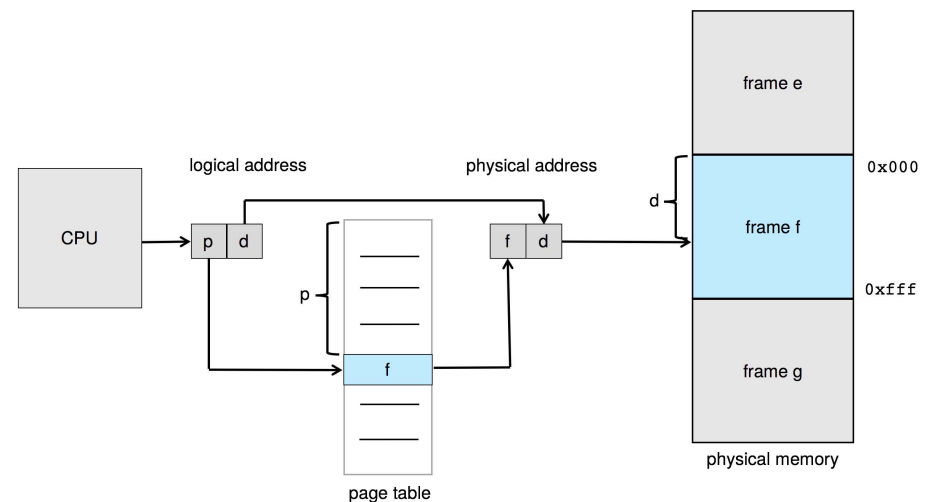 frame e
logical address
physical address
0x000
CPU
p
d
f
d
d
frame f
p
0xfff
f
frame g
physical memory
page table